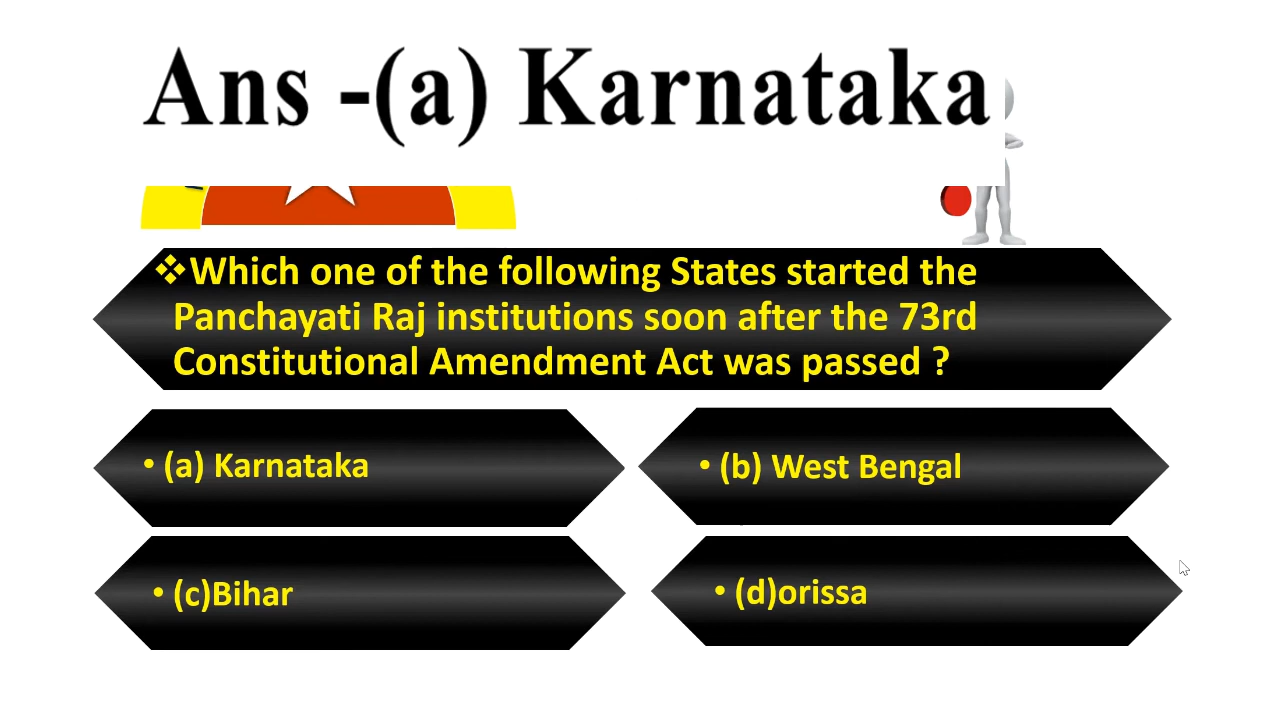 Ans -(a) Karnataka
❖Which one of the following States started the
Panchayati Raj institutions soon after the 73rd
Constitutional Amendment Act was passed ?
• (a) Karnataka
• (b) West Bengal
• (c)Bihar
• (d)orissa